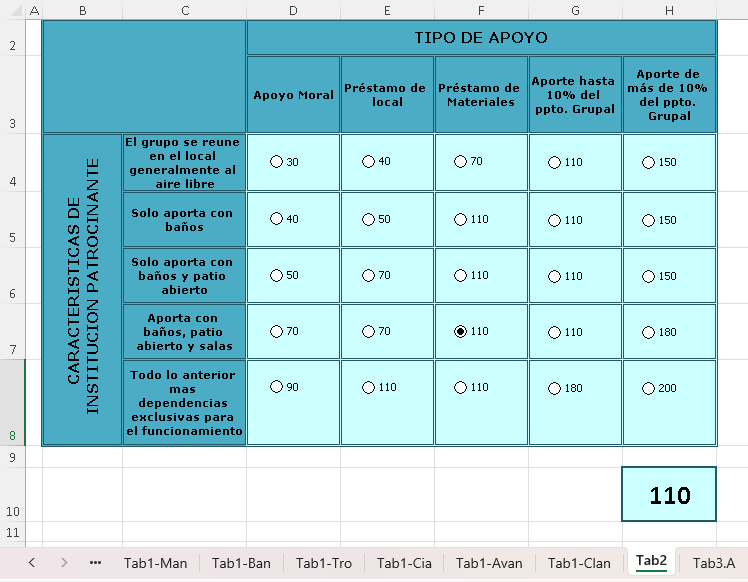 A B C D E F G H
2
TIPO DE APOYO
3
Apoyo Moral
Préstamo de
local
Préstamo de
Materiales
Aporte hasta
10% del
ppto. Grupal
Aporte de
más de 10%
del ppto.
Grupal
CARACTERISTICAS DE
INSTITUCION PATROCINANTE
4
El grupo se reune
en el local
generalmente al
aire libre
30 40 70 110 150
5
Solo aporta con
baños
40 50 110 110 150
6
Solo aporta con
baños y patio
abierto
50 70 110 110 150
7
Aporta con
baños, patio
abierto y salas
70 70 110 110 180
8
Todo lo anterior
mas
dependencias
exclusivas para
el funcionamiento
90 110 110 180 200
9
10
110
11
Tab1-Man Tab1-Ban Tab1-Tro Tab1-Cia Tab1-Avan Tab1-Clan Tab2 Tab3.A